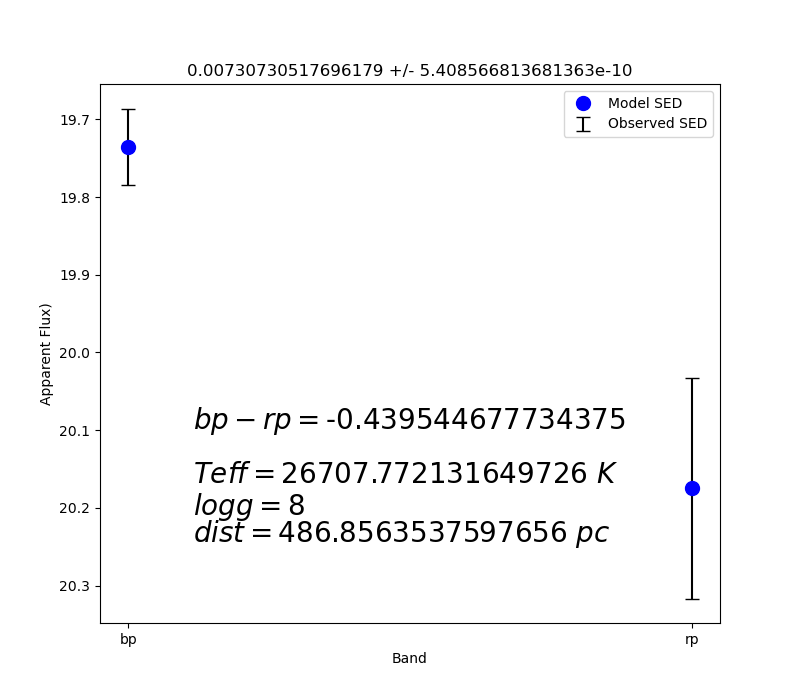 0.00730730517696179 +/- 5.408566813681363e-10
Model SED
Observed SED
19.7
19.8
19.9
20.0
20.1
20.2
20.3
Apparent Flux)
bp − rp = -0.439544677734375
Teff = 26707.772131649726 K
logg = 8
dist = 486.8563537597656 pc
bp
rp
Band